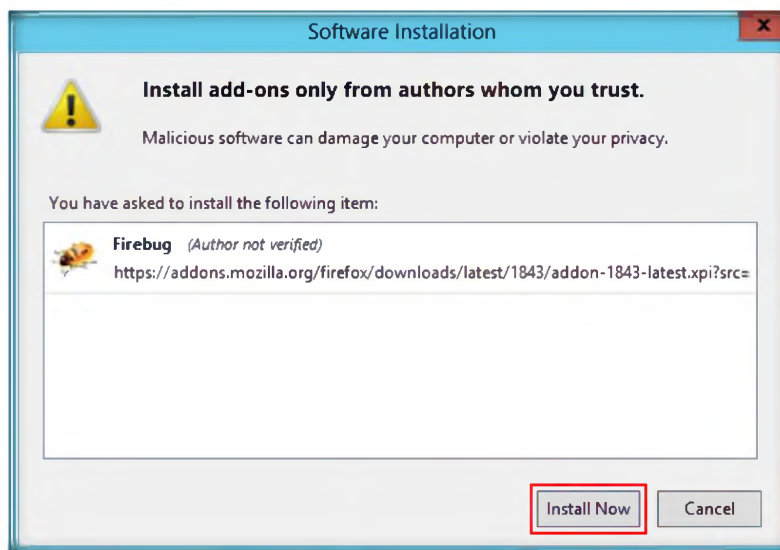 Software Installation
x
Install add-ons only from authors whom you trust.
Malicious software can damage your computer or violate your privacy.
You have asked to install the following item:
Firebug (Author not verified)
https://addons.mozilla.org/firefox/downloads/latest/1843/addon-1843-latest.xpi?src=
Install Now
Cancel